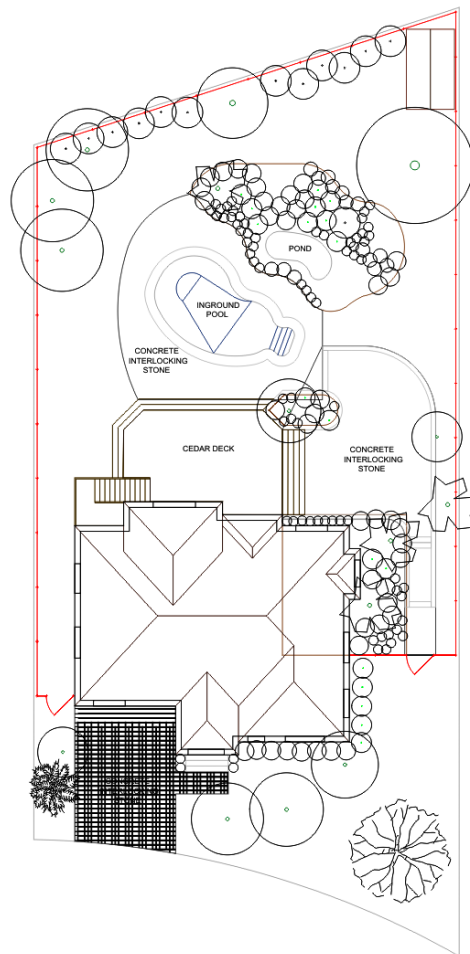 POND
INGROUND
POOL
CONCRETE
INTERLOCKING
STONE
CEDAR DECK
CONCRETE
INTERLOCKING
STONE